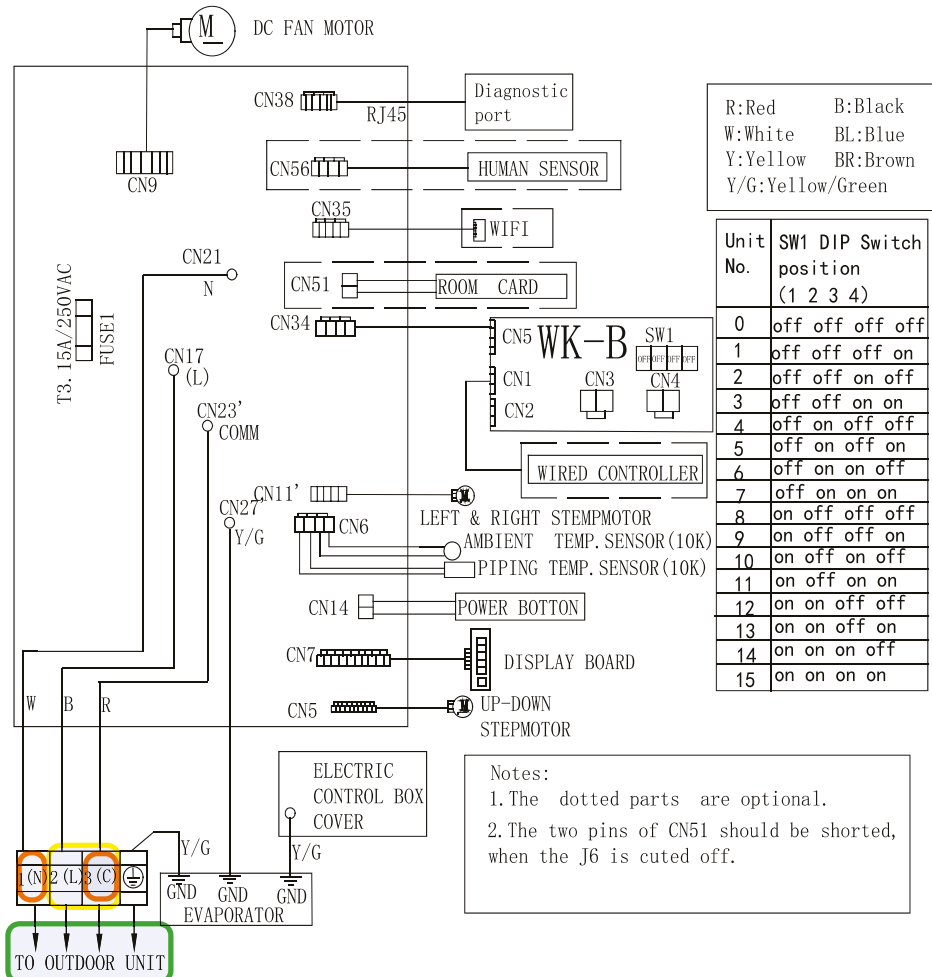 M
DC FAN MOTOR
CN38
RJ45
Diagnostic
port
CN9
CN56
HUMAN SENSOR
CN35
WIFI
CN21
N
CN51
ROOM CARD
T3. 15A/250VAC
FUSE1
CN34
CN5
WK-B
SW1
OFF OFF OFF OFF
CN1
CN3
CN4
CN2
CN17
(L)
CN23'
COMM
WIRED CONTROLLER
CN11'
LEFT & RIGHT STEMPMOTOR
CN27'
Y/G
CN6
AMBIENT TEMP. SENSOR(10K)
PIPING TEMP. SENSOR(10K)
CN14
POWER BOTTON
CN7
DISPLAY BOARD
CN5
UP-DOWN
STEPMOTOR
W B R
ELECTRIC
CONTROL BOX
COVER
Y/G
Y/G
1(N) 2(L) 3(C)
GND GND GND
EVAPORATOR
TO OUTDOOR UNIT
R:Red B:Black
W:White BL:Blue
Y:Yellow BR:Brown
Y/G:Yellow/Green
Unit No. SW1 DIP Switch position (1 2 3 4)
0 off off off off
1 off off off on
2 off off on off
3 off off on on
4 off on off off
5 off on off on
6 off on on off
7 off on on on
8 on off off off
9 on off off on
10 on off on off
11 on off on on
12 on on off off
13 on on off on
14 on on on off
15 on on on on
Notes:
1.The dotted parts are optional.
2.The two pins of CN51 should be shorted,
when the J6 is cuted off.